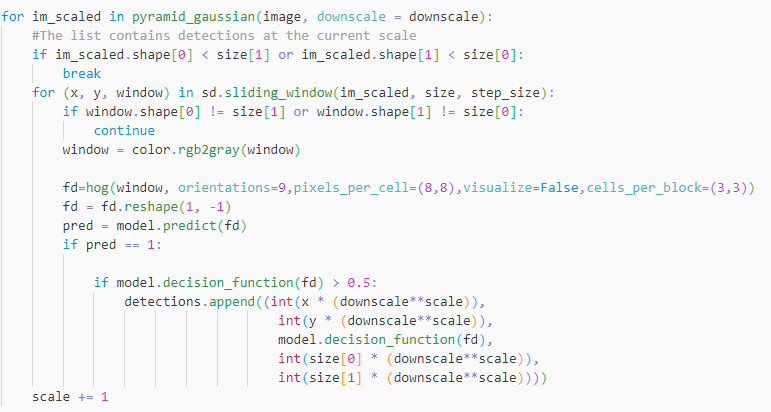 for im_scaled in pyramid_gaussian(image, downscale = downscale):
    #The list contains detections at the current scale
    if im_scaled.shape[0] < size[1] or im_scaled.shape[1] < size[0]:
        break
    for (x, y, window) in sd.sliding_window(im_scaled, size, step_size):
        if window.shape[0] != size[1] or window.shape[1] != size[0]:
            continue
        window = color.rgb2gray(window)
        fd=hog(window, orientations=9,pixels_per_cell=(8,8),visualize=False,cells_per_block=(3,3))
        fd = fd.reshape(1, -1)
        pred = model.predict(fd)
        if pred == 1:
            if model.decision_function(fd) > 0.5:
                detections.append((int(x * (downscale**scale)),
                                    int(y * (downscale**scale)),
                                    model.decision_function(fd),
                                    int(size[0] * (downscale**scale)),
                                    int(size[1] * (downscale**scale))))
    scale += 1